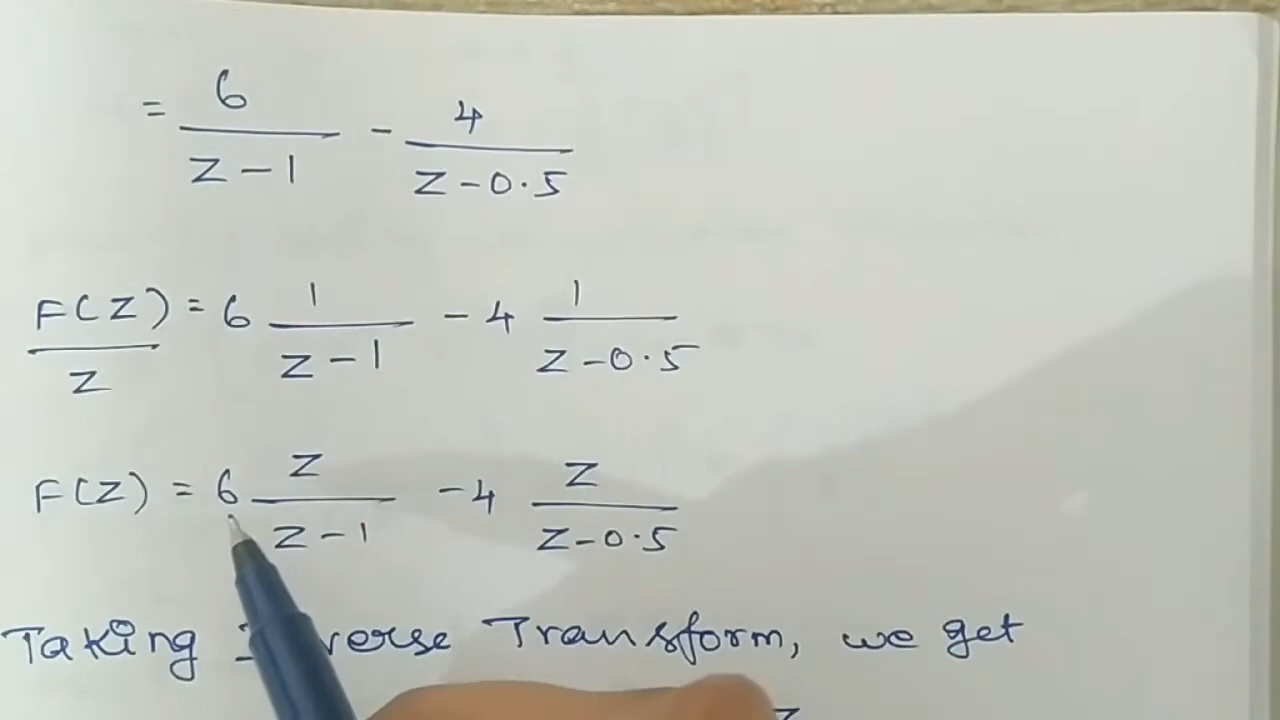 = 6/(z-1) - 4/(z-0.5)
F(z)/z = 6 1/(z-1) - 4 1/(z-0.5)
F(z) = 6 z/(z-1) - 4 z/(z-0.5)
Taking Inverse Transform, we get